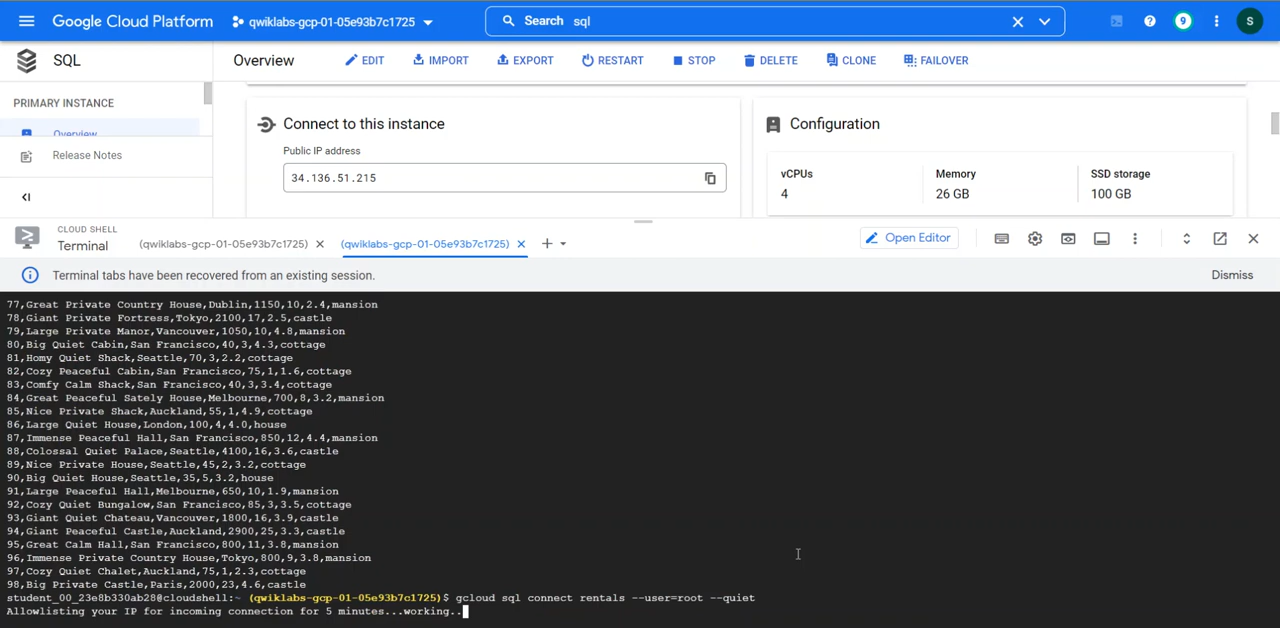 Google Cloud Platform qwiklabs-gcp-01-05e93b7c1725 Search sql 9 S
SQL Overview EDIT IMPORT EXPORT RESTART STOP DELETE CLONE FAILOVER
PRIMARY INSTANCE
Overview
Release Notes
Connect to this instance
Public IP address
34.136.51.215
Configuration
vCPUs Memory SSD storage
4 26 GB 100 GB
CLOUD SHELL
Terminal (qwiklabs-gcp-01-05e93b7c1725) (qwiklabs-gcp-01-05e93b7c1725) Open Editor
Terminal tabs have been recovered from an existing session. Dismiss
77,Great Private Country House,Dublin,1150,10,2.4,mansion
78,Giant Private Fortress,Tokyo,2100,17,2.5,castle
79,Large Private Manor,Vancouver,1050,10,4.8,mansion
80,Big Quiet Cabin,San Francisco,40,3,4.3,cottage
81,Homy Quiet Shack,Seattle,70,3,2.2,cottage
82,Cozy Peaceful Cabin,San Francisco,75,1,1.6,cottage
83,Comfy Calm Shack,San Francisco,40,3,3.4,cottage
84,Great Peaceful Sately House,Melbourne,700,8,3.2,mansion
85,Nice Private Shack,Auckland,55,1,4.9,cottage
86,Large Quiet House,London,100,4,4.0,house
87,Immense Peaceful Hall,San Francisco,850,12,4.4,mansion
88,Colossal Quiet Palace,Seattle,4100,16,3.6,castle
89,Nice Private House,Seattle,45,2,3.2,cottage
90,Big Quiet House,Seattle,35,5,3.2,house
91,Large Peaceful Hall,Melbourne,650,10,1.9,mansion
92,Cozy Quiet Bungalow,San Francisco,85,3,3.5,cottage
93,Giant Quiet Chateau,Vancouver,1800,16,3.9,castle
94,Giant Peaceful Castle,Auckland,2900,25,3.3,castle
95,Great Calm Hall,San Francisco,800,11,3.8,mansion
96,Immense Private Country House,Tokyo,800,9,3.8,mansion
97,Cozy Quiet Chalet,Auckland,75,1,2.3,cottage
98,Big Private Castle,Paris,2000,23,4.6,castle
student_00_23e8b330ab28@cloudshell:~ (qwiklabs-gcp-01-05e93b7c1725)$ gcloud sql connect rentals --user=root --quiet
Allowlisting your IP for incoming connection for 5 minutes...working..